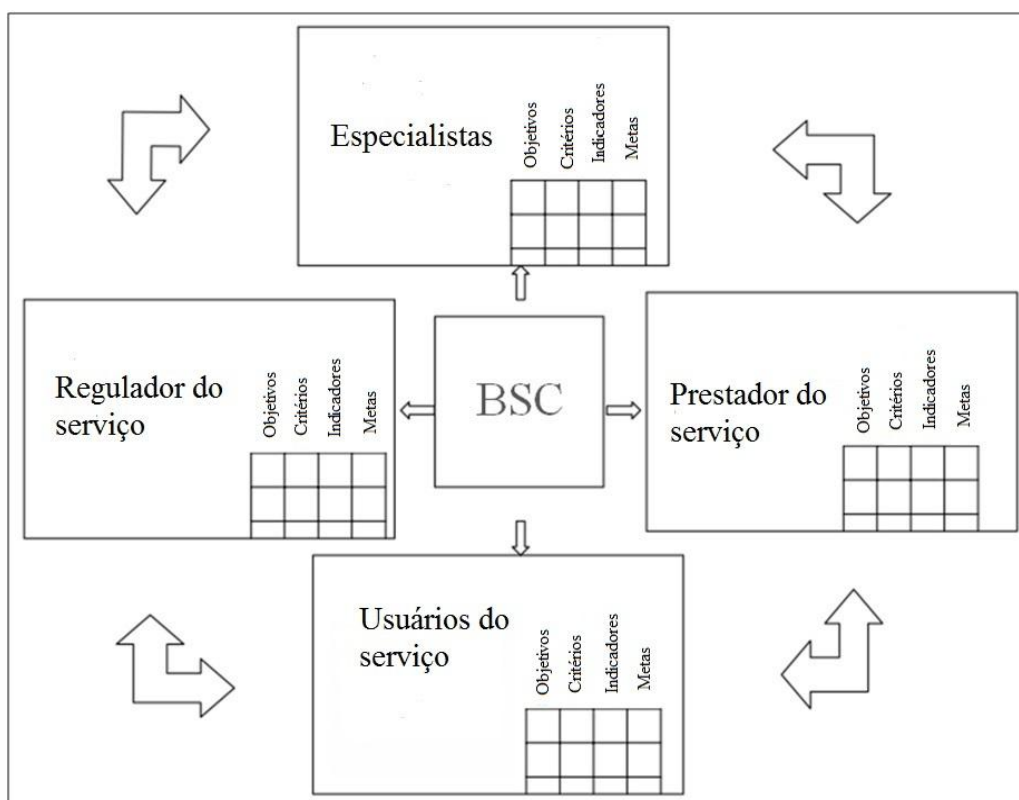 Especialistas
Objetivos
Critérios
Indicadores
Metas
Regulador do
serviço
Objetivos
Critérios
Indicadores
Metas
BSC
Prestador do
serviço
Objetivos
Critérios
Indicadores
Metas
Usuários do
serviço
Objetivos
Critérios
Indicadores
Metas